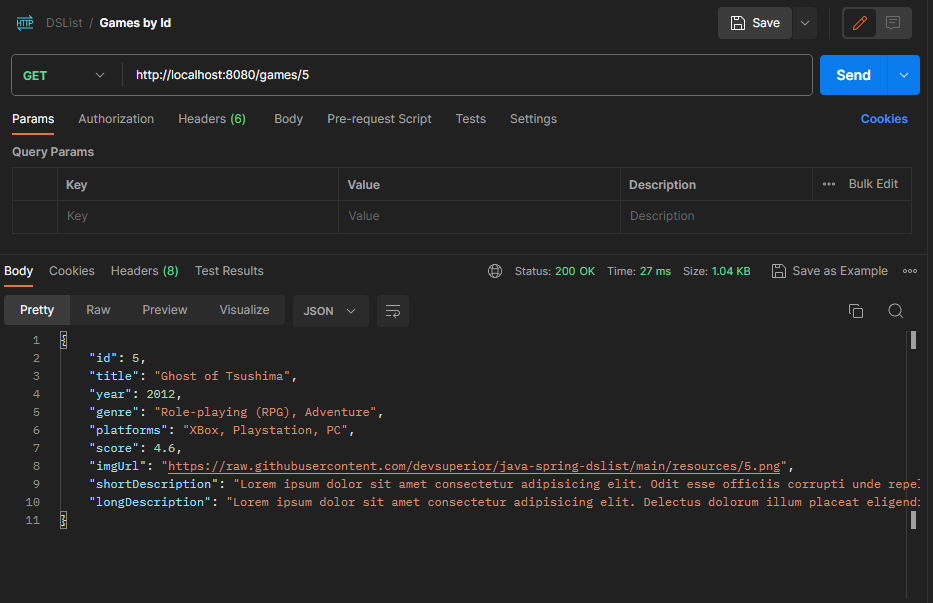 HTTP DSList / Games by Id Save
GET http://localhost:8080/games/5 Send
Params Authorization Headers (6) Body Pre-request Script Tests Settings Cookies
Query Params
Key Value Description ••• Bulk Edit
Key Value Description
Body Cookies Headers (8) Test Results Status: 200 OK Time: 27 ms Size: 1.04 KB Save as Example
Pretty Raw Preview Visualize JSON
1 {
2 "id": 5,
3 "title": "Ghost of Tsushima",
4 "year": 2012,
5 "genre": "Role-playing (RPG), Adventure",
6 "platforms": "XBox, Playstation, PC",
7 "score": 4.6,
8 "imgUrl": "https://raw.githubusercontent.com/devsuperior/java-spring-dslist/main/resources/5.png",
9 "shortDescription": "Lorem ipsum dolor sit amet consectetur adipisicing elit. Odit esse officiis corrupti unde repel
10 "longDescription": "Lorem ipsum dolor sit amet consectetur adipisicing elit. Delectus dolorum illum placeat eligend
11 }